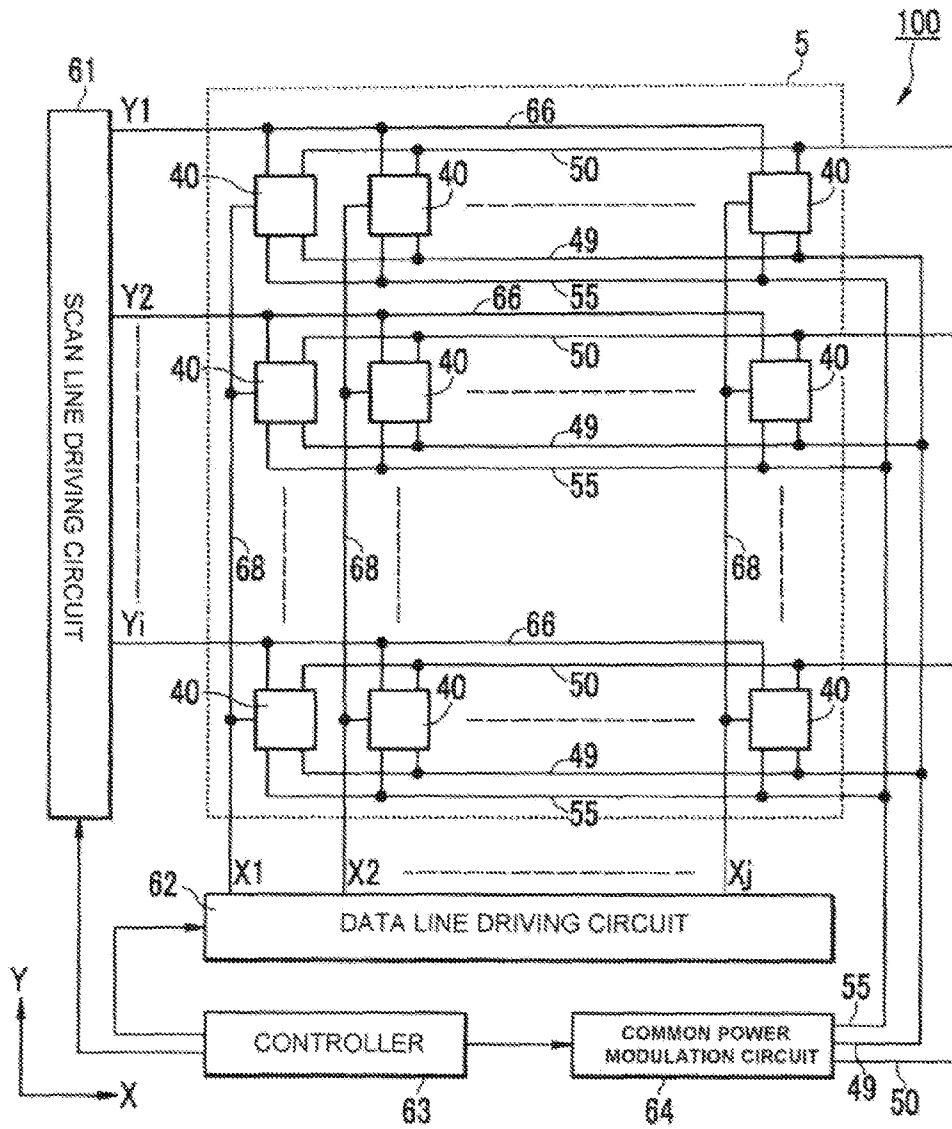 100
61
5
Y1
66
40
40
50
40
49
55
Y2
66
40
40
50
40
49
55
SCAN LINE DRIVING CIRCUIT
68
68
68
Yi
66
40
40
50
40
49
55
X1
X2
Xj
62
DATA LINE DRIVING CIRCUIT
Y
X
CONTROLLER
63
COMMON POWER
MODULATION CIRCUIT
64
55
49
50